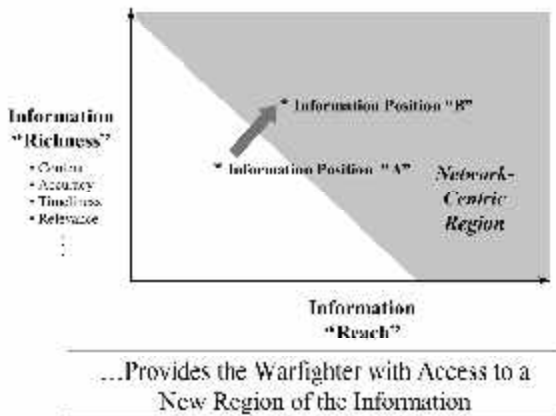 Information
“Richness”
• Content
• Accuracy
• Timeliness
• Relevance
* Information Position “B”
* Information Position “A”
Network-
Centric
Region
Information
“Reach”
…Provides the Warfighter with Access to a
New Region of the Information